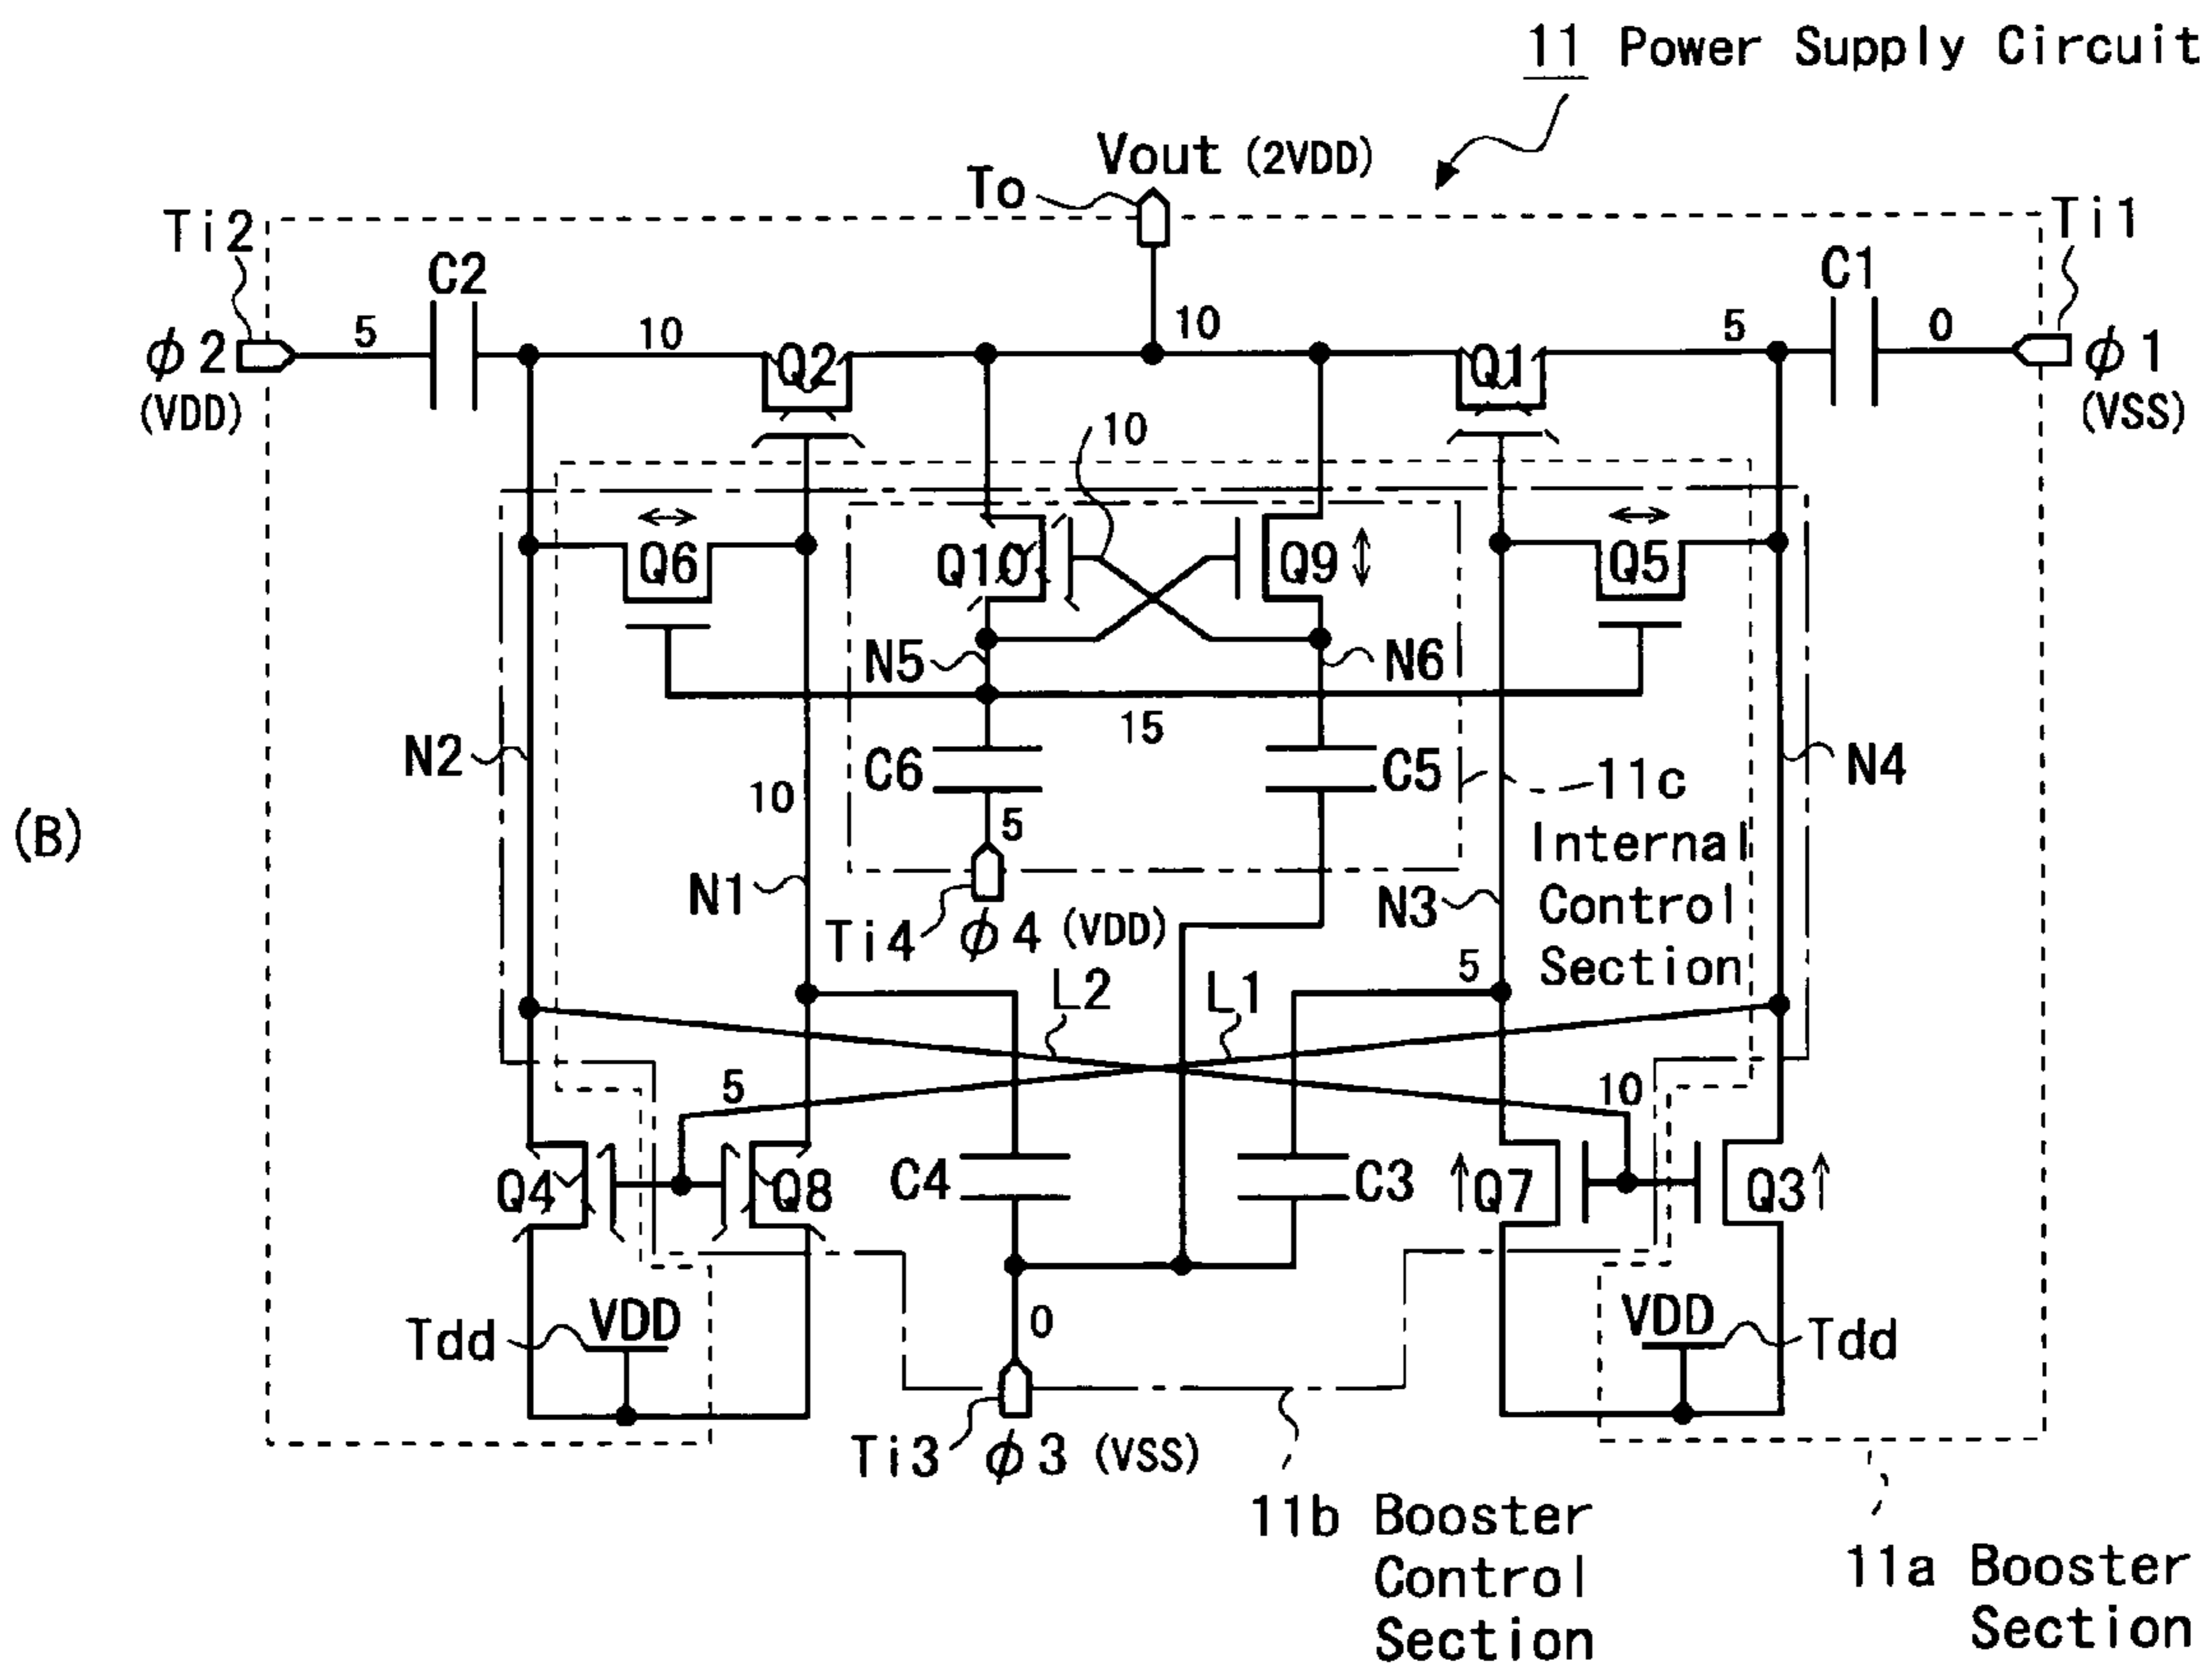 11 Power Supply Circuit
Vout (2VDD)
To
Ti2
Ti1
C2
C1
5
10
10
5
0
Q2
Q1
ϕ2
(VDD)
ϕ1
(VSS)
10
Q6
Q10
Q9
Q5
N5
N6
15
N2
C6
C5
11c
N4
10
5
Internal
Control
Section
(B)
N1
N3
Ti4
ϕ4 (VDD)
5
L2
L1
5
10
Q4
Q8
C4
C3
Q7
Q3
VDD
Tdd
0
VDD
Tdd
Ti3
ϕ3 (VSS)
11b Booster
Control
Section
11a Booster
Section